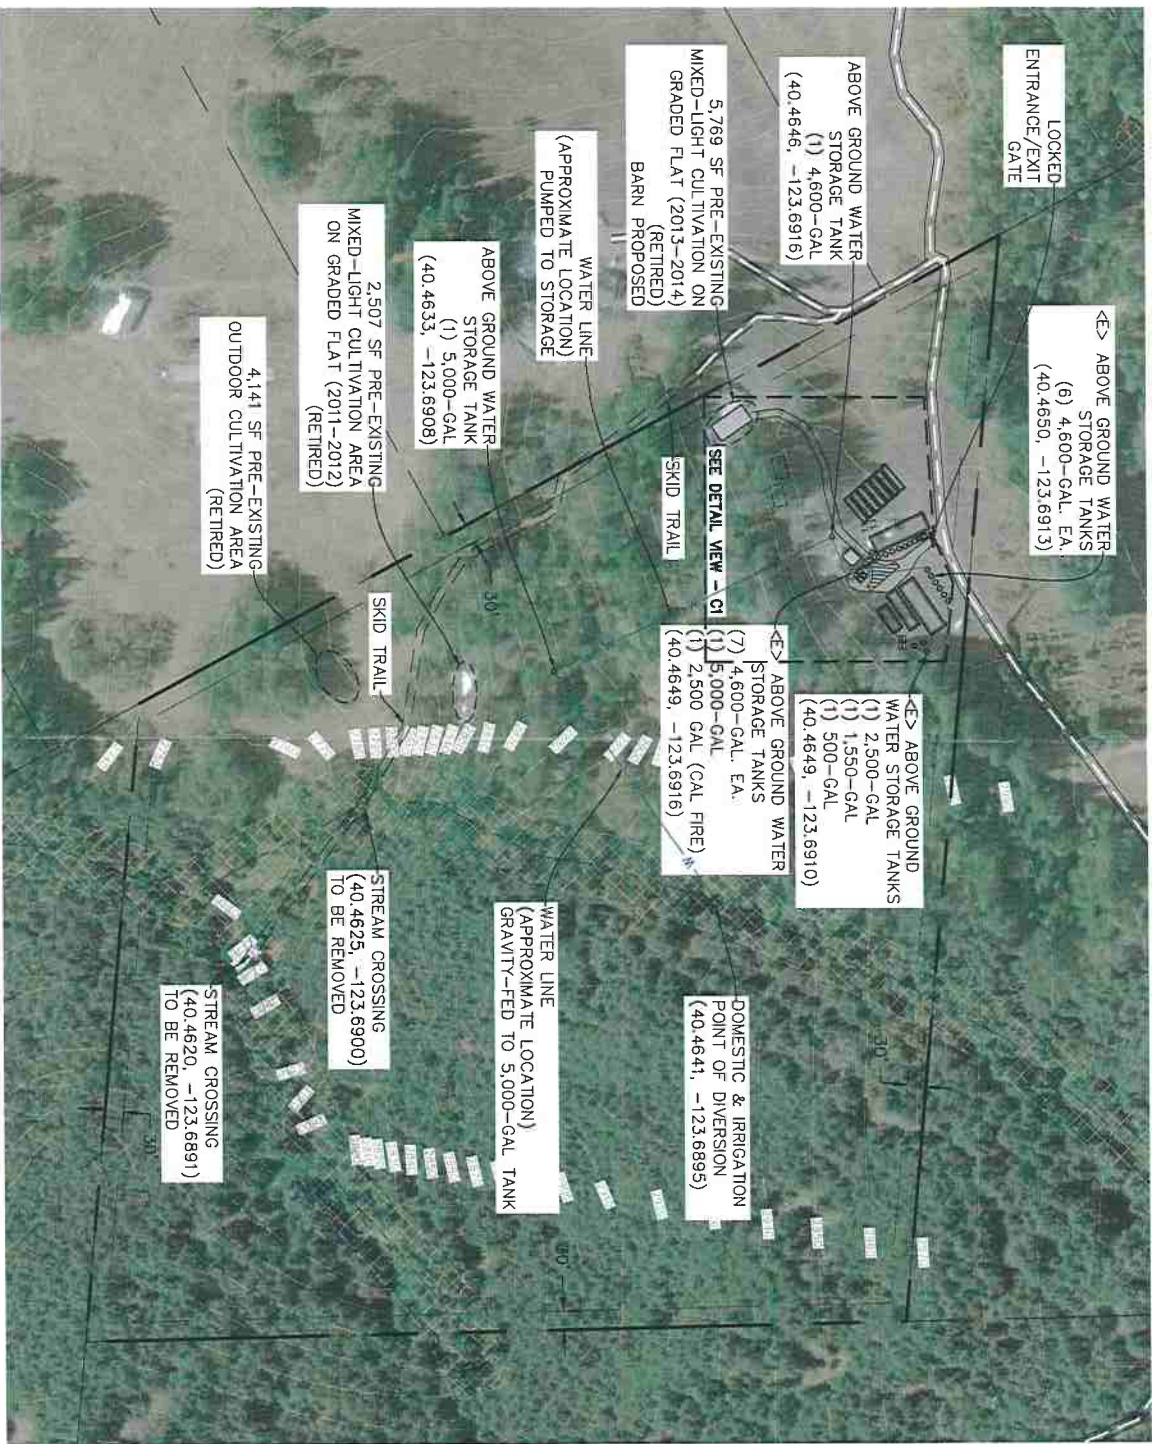 LOCKED
ENTRANCE/EXIT
GATE
<E> ABOVE GROUND WATER
STORAGE TANKS
(6) 4,600-GAL. EA.
(40.4650, -123.6913)
ABOVE GROUND WATER
STORAGE TANK
(1) 4,600-GAL
(40.4646, -123.6916)
<E> ABOVE GROUND
WATER STORAGE TANKS
(1) 2,500-GAL
(1) 1,550-GAL
(1) 500-GAL
(40.4649, -123.6910)
5,769 SF PRE-EXISTING
MIXED-LIGHT CULTIVATION ON
GRADED FLAT (2013-2014)
(RETIRED)
BARN PROPOSED
SEE DETAIL VIEW - C1
<E> ABOVE GROUND WATER
STORAGE TANKS
(7) 4,600-GAL. EA.
(1) 5,000-GAL
(1) 2,500 GAL (CAL FIRE)
(40.4649, -123.6916)
SKID TRAIL
DOMESTIC & IRRIGATION
POINT OF DIVERSION
(40.4641, -123.6895)
WATER LINE
(APPROXIMATE LOCATION)
PUMPED TO STORAGE
ABOVE GROUND WATER
STORAGE TANK
(1) 5,000-GAL
(40.4633, -123.6908)
30'
30'
WATER LINE
(APPROXIMATE LOCATION)
GRAVITY-FED TO 5,000-GAL TANK
30'
2,507 SF PRE-EXISTING
MIXED-LIGHT CULTIVATION AREA
ON GRADED FLAT (2011-2012)
(RETIRED)
SKID TRAIL
STREAM CROSSING
(40.4625, -123.6900)
TO BE REMOVED
4,141 SF PRE-EXISTING
OUTDOOR CULTIVATION AREA
(RETIRED)
STREAM CROSSING
(40.4620, -123.6891)
TO BE REMOVED
30'